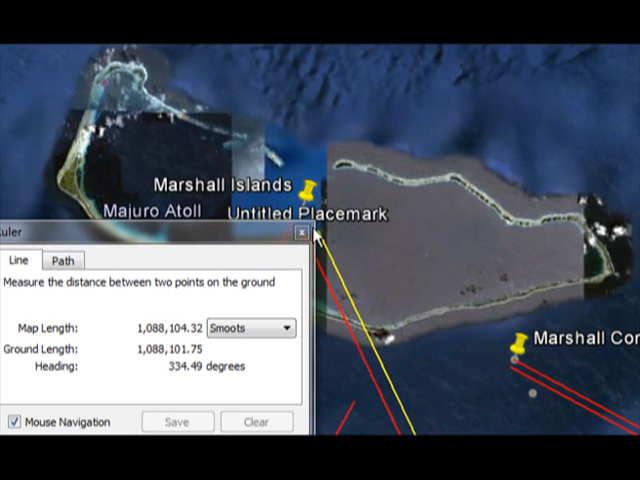 Marshall Islands
Majuro Atoll
Untitled Placemark
Ruler
Line
Path
Measure the distance between two points on the ground
Map Length: 1,088,104.32 Smoots
Ground Length: 1,088,101.75
Heading: 334.49 degrees
Mouse Navigation
Save
Clear
Marshall Cor